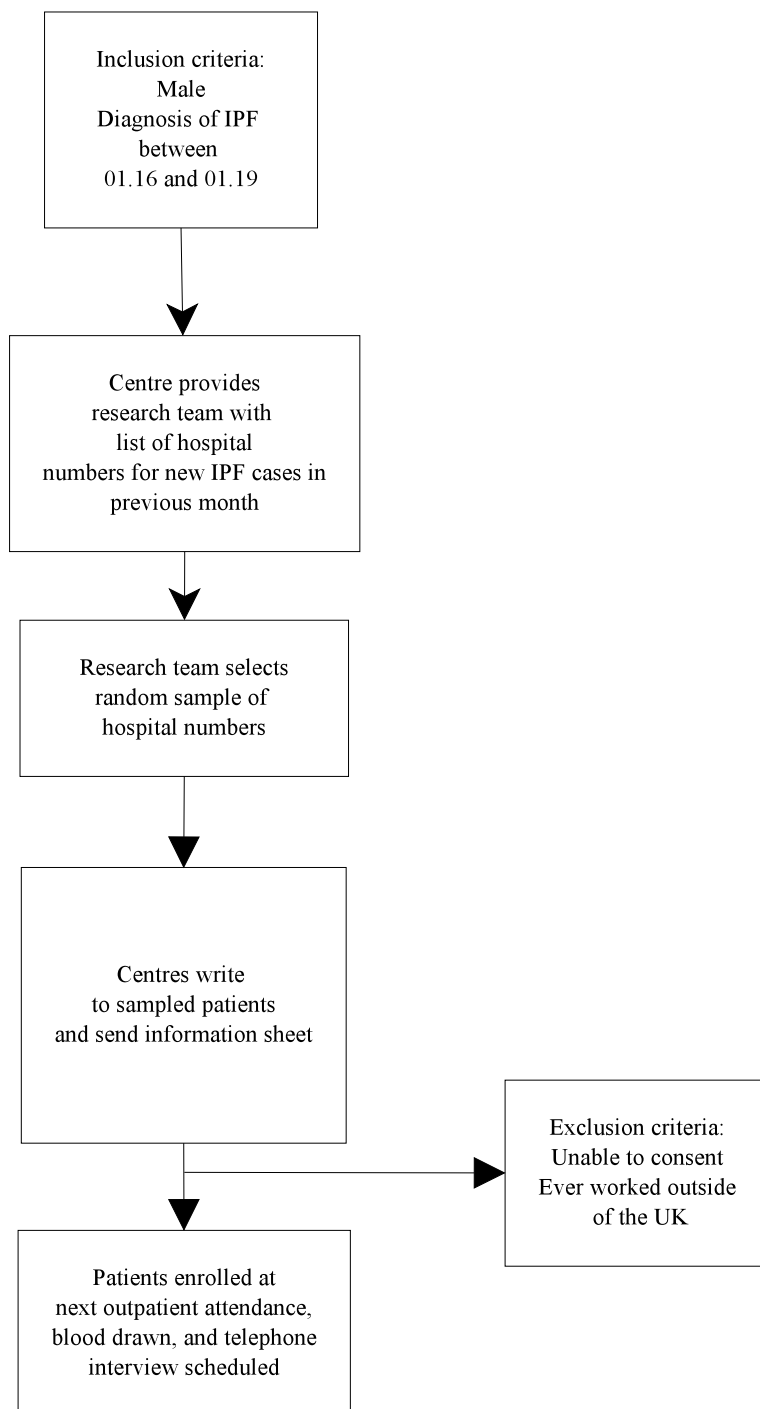 Inclusion criteria:
Male
Diagnosis of IPF
between
01.16 and 01.19
Centre provides
research team with
list of hospital
numbers for new IPF cases in
previous month
Research team selects
random sample of
hospital numbers
Centres write
to sampled patients
and send information sheet
Exclusion criteria:
Unable to consent
Ever worked outside
of the UK
Patients enrolled at
next outpatient attendance,
blood drawn, and telephone
interview scheduled